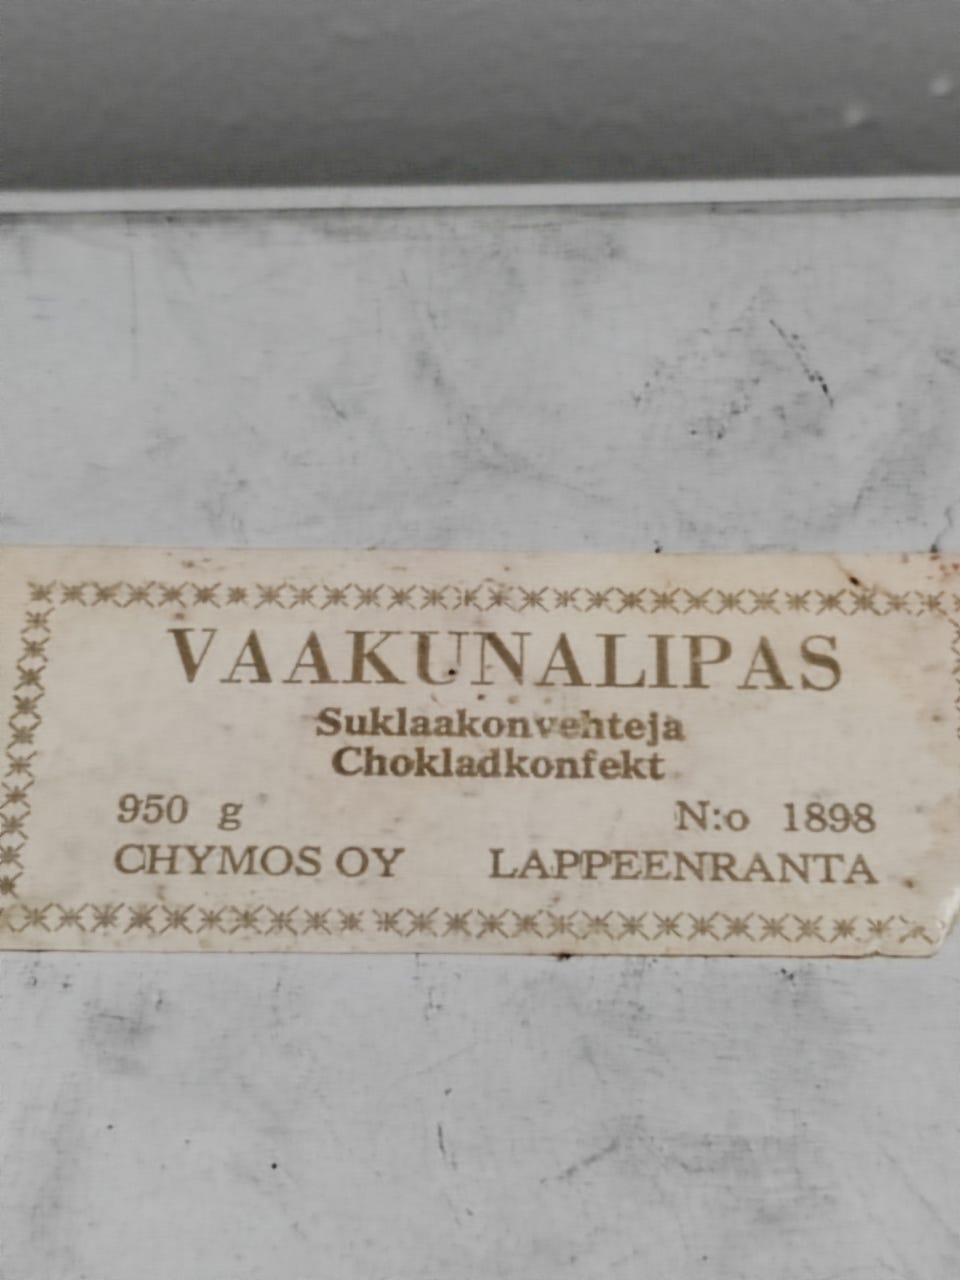 VAAKUNALIPAS
Suklaakonvehteja
Chokladkonfekt
950 g N:o 1898
CHYMOS OY LAPPEENRANTA